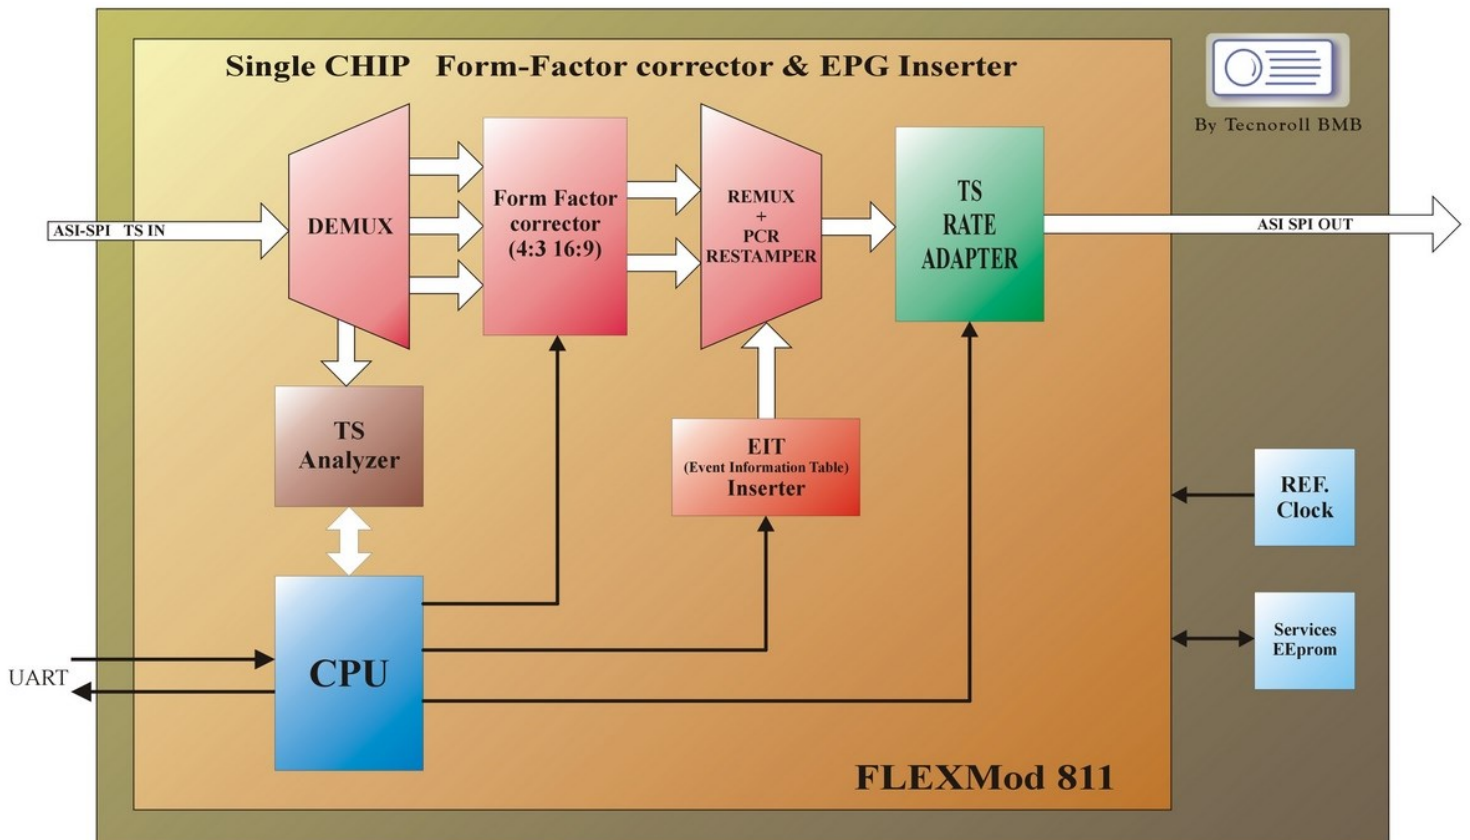 Single CHIP Form-Factor corrector & EPG Inserter
By Tecnoroll BMB
ASI-SPI TS IN
DEMUX
Form Factor
corrector
(4:3 16:9)
REMUX
+
PCR
RESTAMPER
TS
RATE
ADAPTER
ASI SPI OUT
TS
Analyzer
EIT
(Event Information Table)
Inserter
REF.
Clock
Services
EEprom
UART
CPU
FLEXMod 811